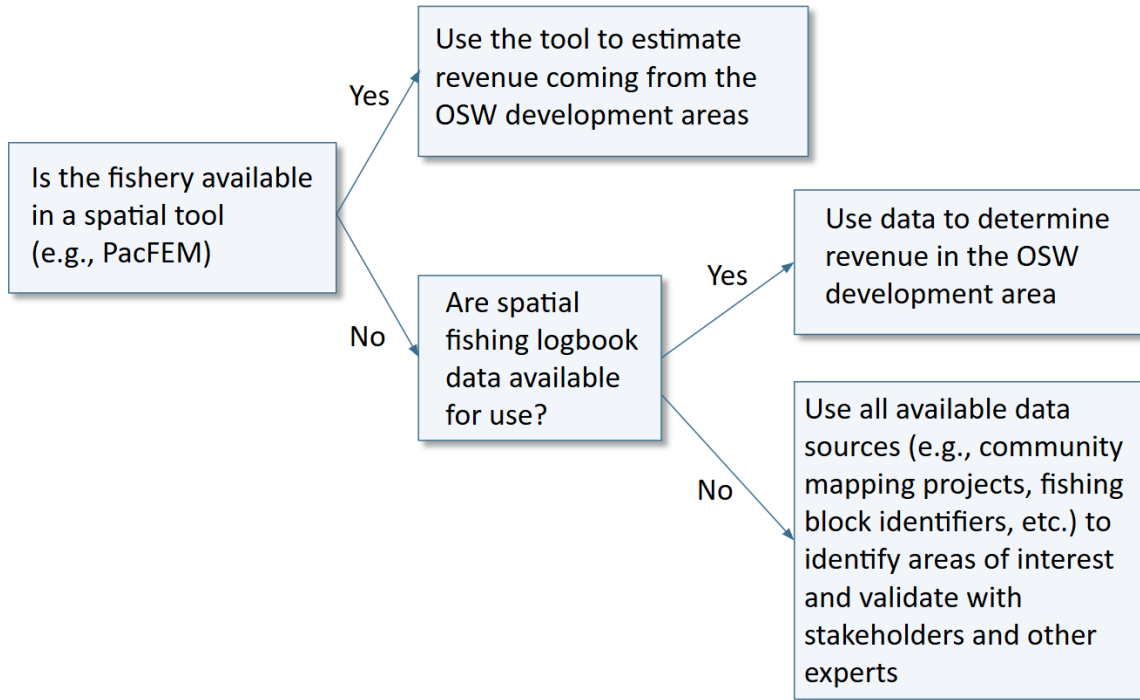 Use the tool to estimate
revenue coming from the
OSW development areas
Yes
Is the fishery available
in a spatial tool
(e.g., PacFEM)
No
Are spatial
fishing logbook
data available
for use?
Yes
Use data to determine
revenue in the OSW
development area
No
Use all available data
sources (e.g., community
mapping projects, fishing
block identifiers, etc.) to
identify areas of interest
and validate with
stakeholders and other
experts